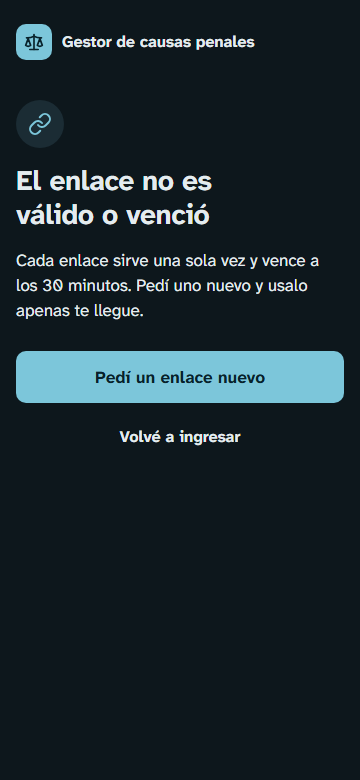 Gestor de causas penales
El enlace no es
válido o venció
Cada enlace sirve una sola vez y vence a
los 30 minutos. Pedí uno nuevo y usalo
apenas te llegue.
Pedí un enlace nuevo
Volvé a ingresar